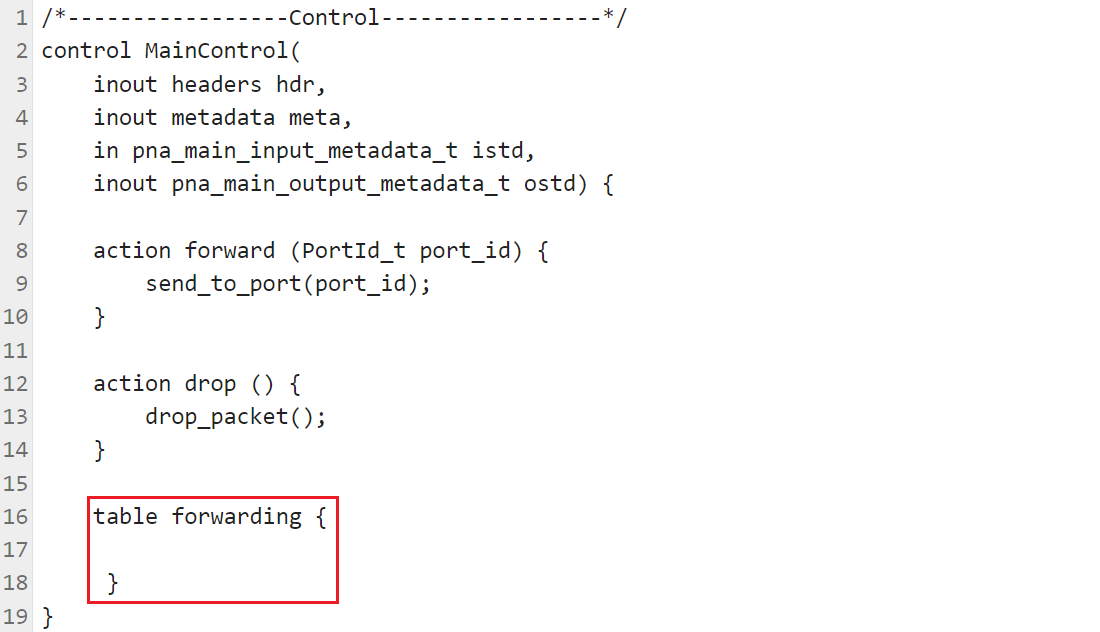 1 /*-----------------Control-----------------*/
2 control MainControl(
3     inout headers hdr,
4     inout metadata meta,
5     in pna_main_input_metadata_t istd,
6     inout pna_main_output_metadata_t ostd) {
7
8     action forward (PortId_t port_id) {
9         send_to_port(port_id);
10     }
11
12     action drop () {
13         drop_packet();
14     }
15
16     table forwarding {
17
18      }
19 }